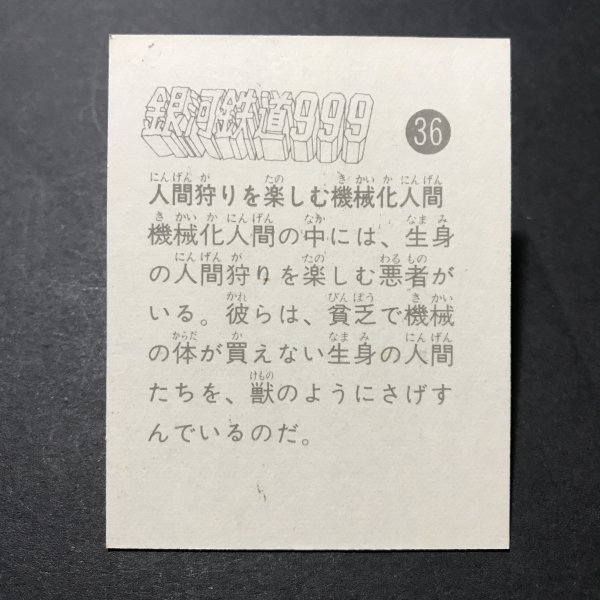 銀河鉄道999
36
人間狩りを楽しむ機械化人間
機械化人間の中には、生身
の人間狩りを楽しむ悪者が
いる。彼らは、貧乏で機械
の体が買えない生身の人間
たちを、獣のようにさげす
んでいるのだ。